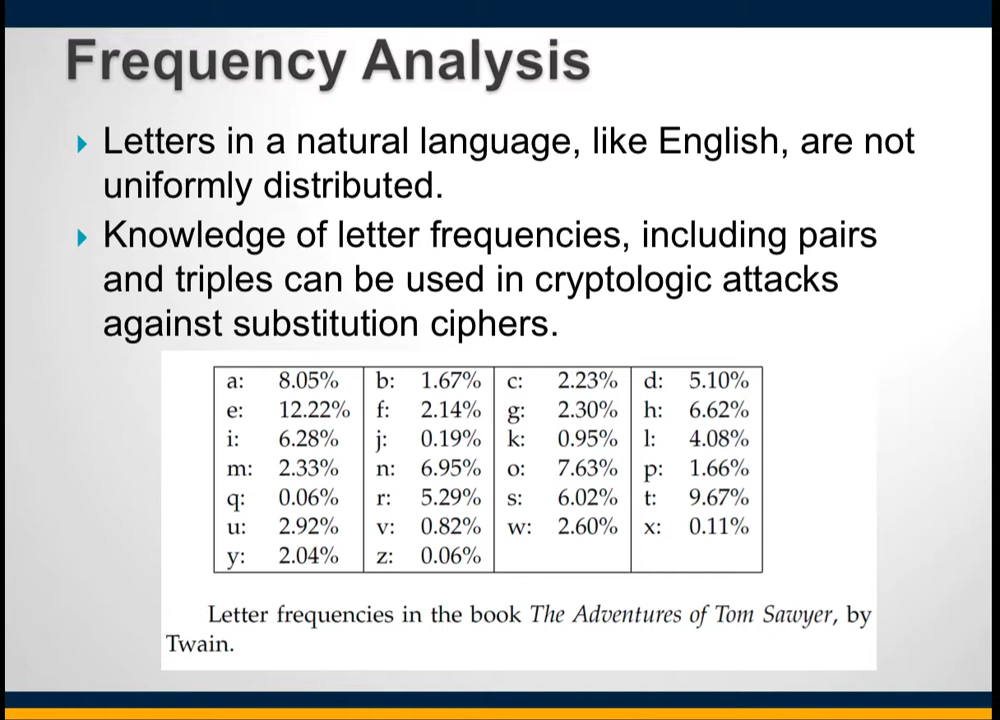 Frequency Analysis
Letters in a natural language, like English, are not
uniformly distributed.
Knowledge of letter frequencies, including pairs
and triples can be used in cryptologic attacks
against substitution ciphers.
a: 8.05% b: 1.67% c: 2.23% d: 5.10%
e: 12.22% f: 2.14% g: 2.30% h: 6.62%
i: 6.28% j: 0.19% k: 0.95% l: 4.08%
m: 2.33% n: 6.95% o: 7.63% p: 1.66%
q: 0.06% r: 5.29% s: 6.02% t: 9.67%
u: 2.92% v: 0.82% w: 2.60% x: 0.11%
y: 2.04% z: 0.06%
Letter frequencies in the book The Adventures of Tom Sawyer, by
Twain.